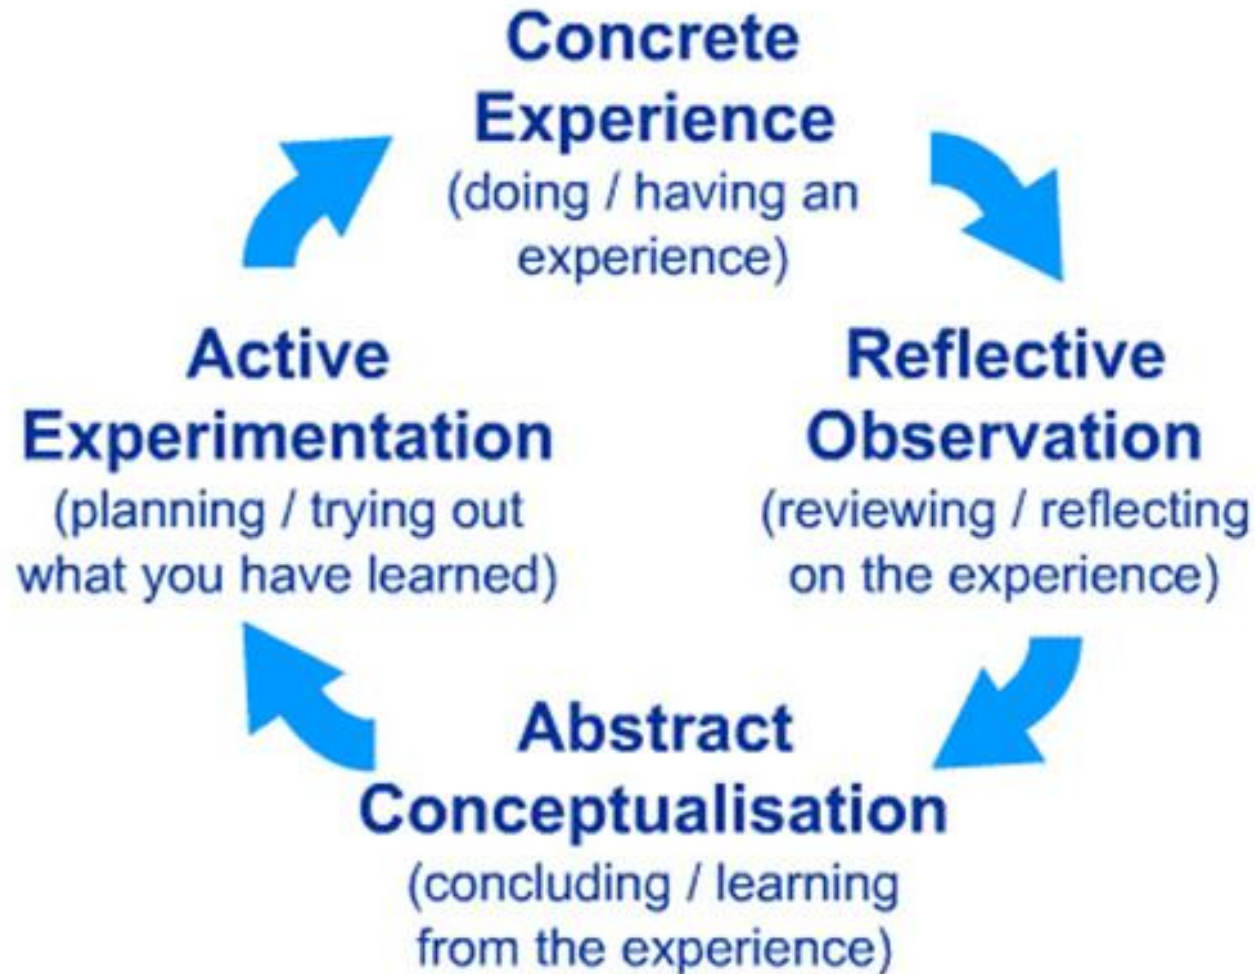 Concrete
Experience
(doing / having an
experience)
Reflective
Observation
(reviewing / reflecting
on the experience)
Abstract
Conceptualisation
(concluding / learning
from the experience)
Active
Experimentation
(planning / trying out
what you have learned)